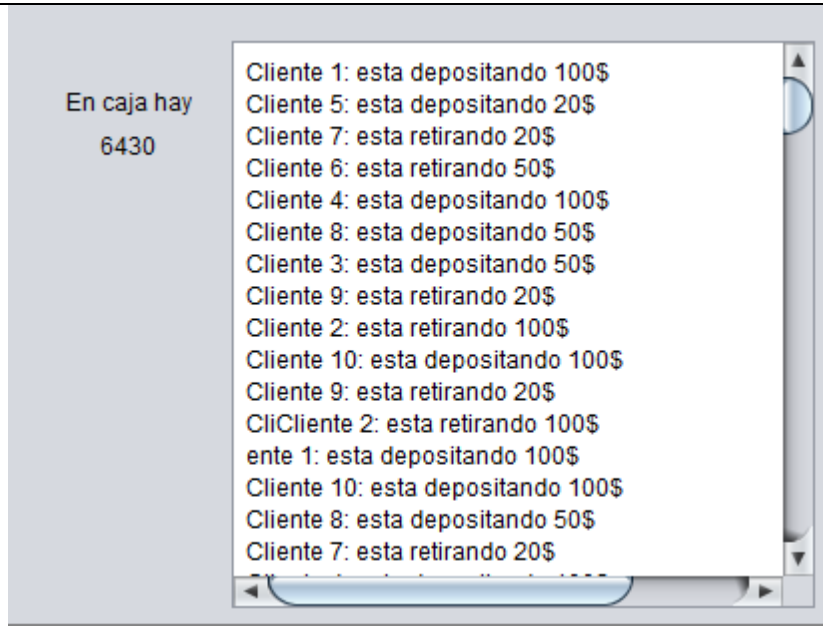 En caja hay
6430
Cliente 1: esta depositando 100$
Cliente 5: esta depositando 20$
Cliente 7: esta retirando 20$
Cliente 6: esta retirando 50$
Cliente 4: esta depositando 100$
Cliente 8: esta depositando 50$
Cliente 3: esta depositando 50$
Cliente 9: esta retirando 20$
Cliente 2: esta retirando 100$
Cliente 10: esta depositando 100$
Cliente 9: esta retirando 20$
CliCliente 2: esta retirando 100$
ente 1: esta depositando 100$
Cliente 10: esta depositando 100$
Cliente 8: esta depositando 50$
Cliente 7: esta retirando 20$